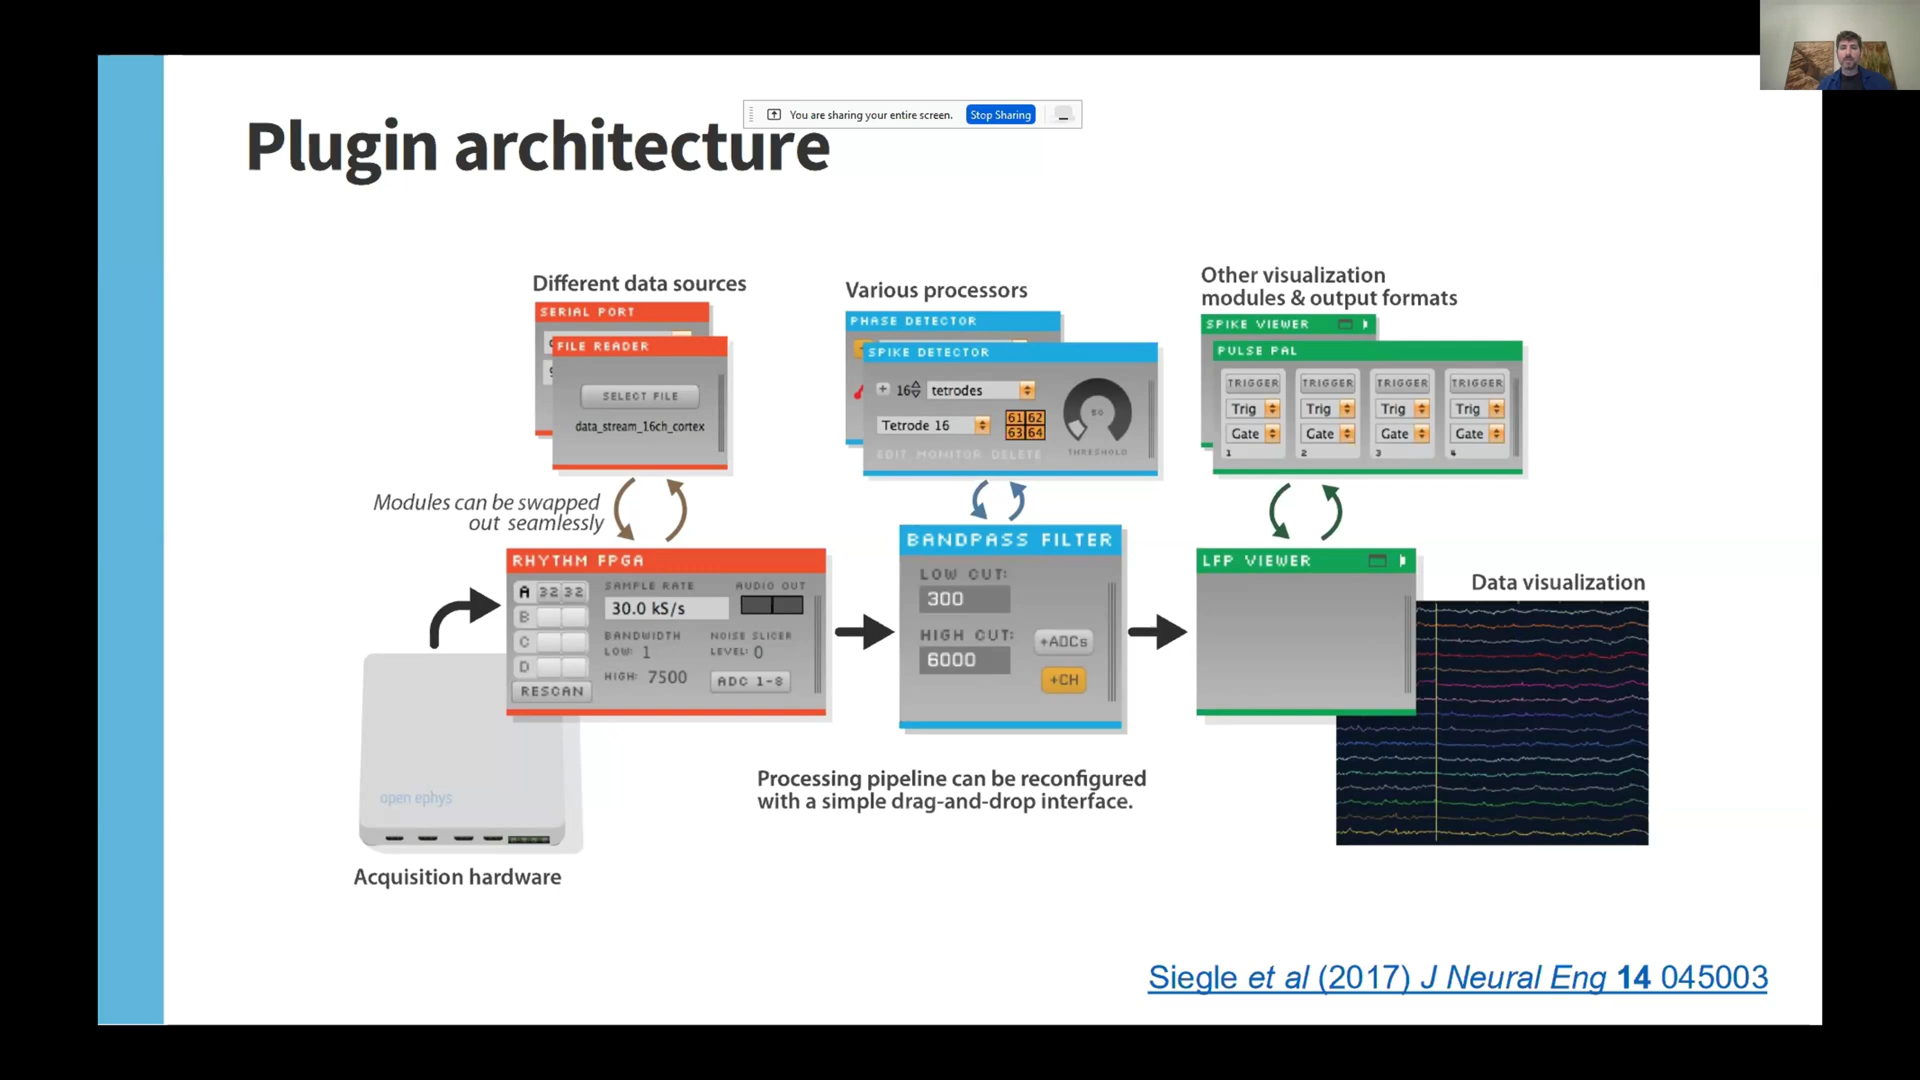 You are sharing your entire screen. Stop Sharing
Plugin architecture
Different data sources
SERIAL PORT
FILE READER
SELECT FILE
data_stream_16ch_cortex
Various processors
PHASE DETECTOR
SPIKE DETECTOR
+ 16 tetrodes
Tetrode 16
61 62
63 64
50
THRESHOLD
EDIT MONITOR DELETE
Other visualization
modules & output formats
SPIKE VIEWER
PULSE PAL
TRIGGER TRIGGER TRIGGER TRIGGER
Trig Trig Trig Trig
Gate Gate Gate Gate
1 2 3 4
Modules can be swapped
out seamlessly
RHYTHM FPGA
A 32 32
B
C
D
RESCAN
SAMPLE RATE
30.0 kS/s
BANDWIDTH
LOW: 1
HIGH: 7500
AUDIO OUT
NOISE SLICER
LEVEL: 0
ADC 1-8
BANDPASS FILTER
LOW CUT:
300
HIGH CUT:
6000
+ADCs
+CH
LFP VIEWER
Data visualization
open ephys
Acquisition hardware
Processing pipeline can be reconfigured
with a simple drag-and-drop interface.
Siegle et al (2017) J Neural Eng 14 045003